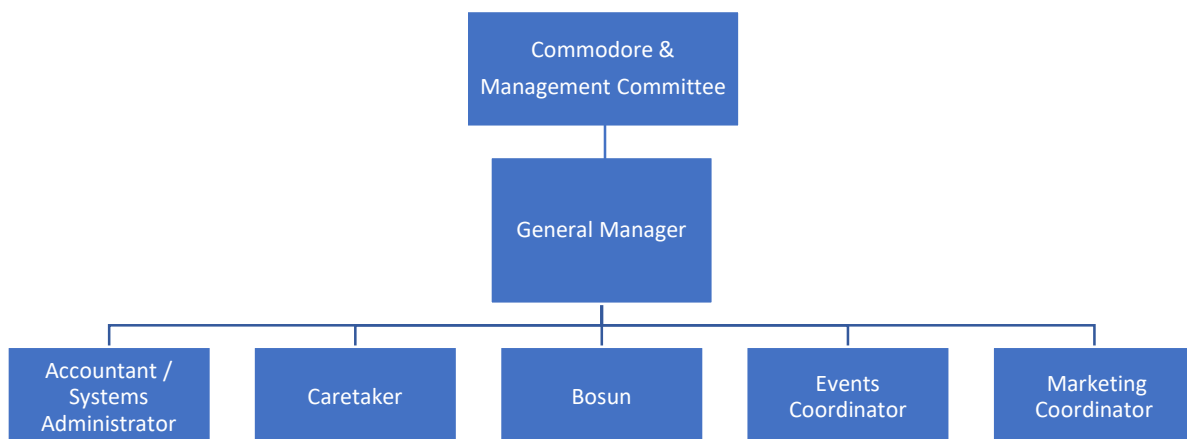 Commodore &
Management Committee
General Manager
Accountant /
Systems
Administrator
Caretaker
Bosun
Events
Coordinator
Marketing
Coordinator